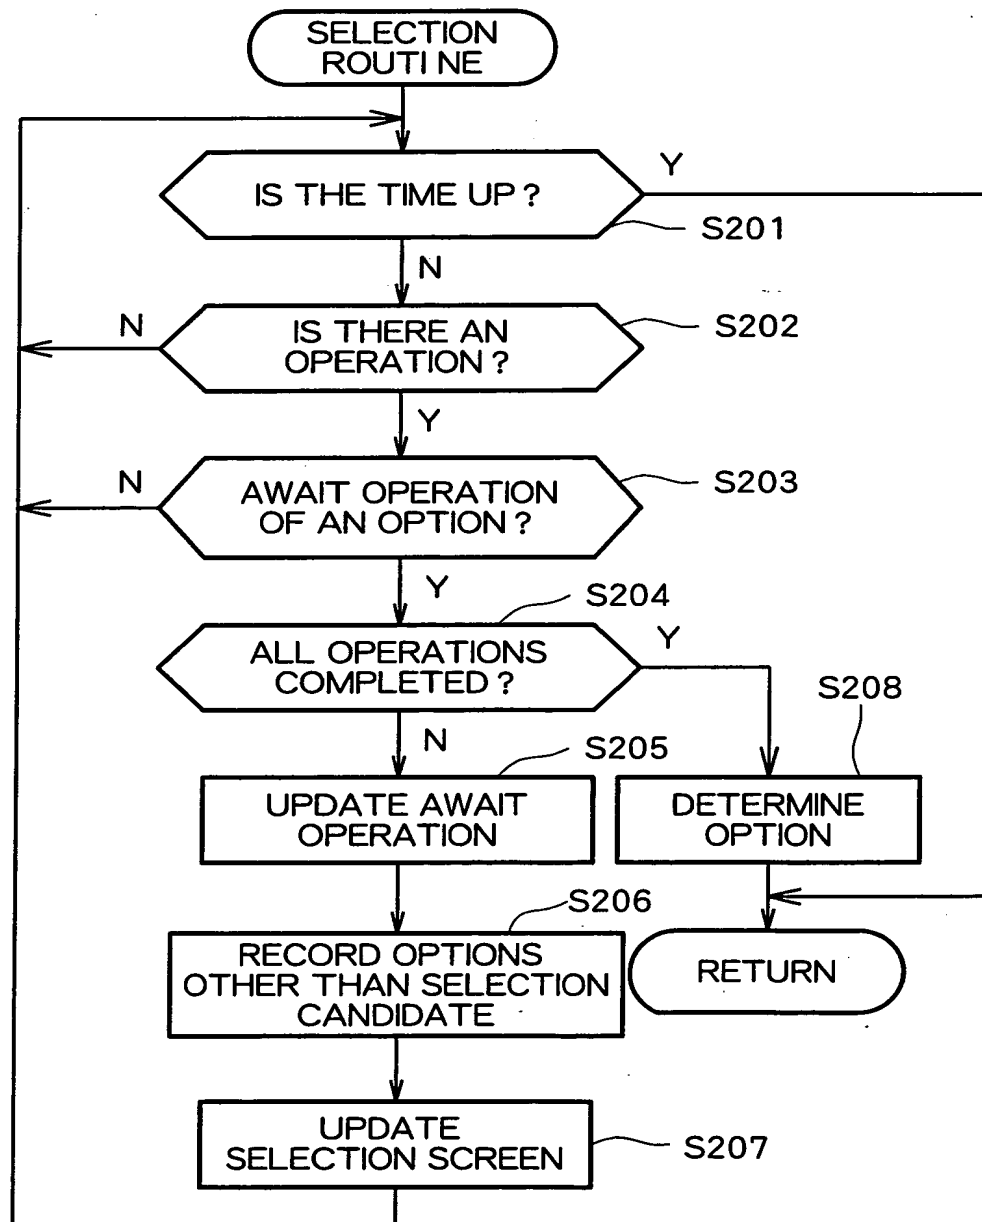 SELECTION
ROUTINE
IS THE TIME UP?
Y
S201
N
IS THERE AN
OPERATION?
N
S202
Y
AWAIT OPERATION
OF AN OPTION?
N
S203
Y
S204
ALL OPERATIONS
COMPLETED?
Y
N
S205
S208
UPDATE AWAIT
OPERATION
DETERMINE
OPTION
S206
RECORD OPTIONS
OTHER THAN SELECTION
CANDIDATE
RETURN
UPDATE
SELECTION SCREEN
S207